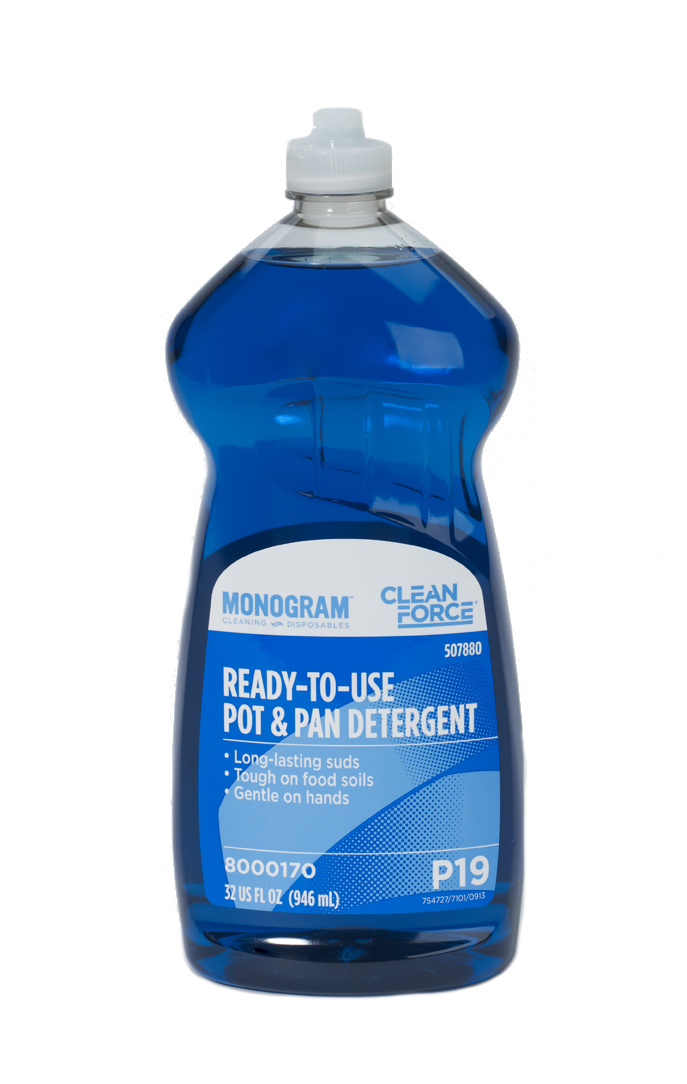 MONOGRAM™
CLEANING DISPOSABLES
CLEAN
FORCE®
507880
READY-TO-USE
POT & PAN DETERGENT
• Long-lasting suds
• Tough on food soils
• Gentle on hands
8000170
P19
32 US FL OZ (946 mL)
754727/7101/0913